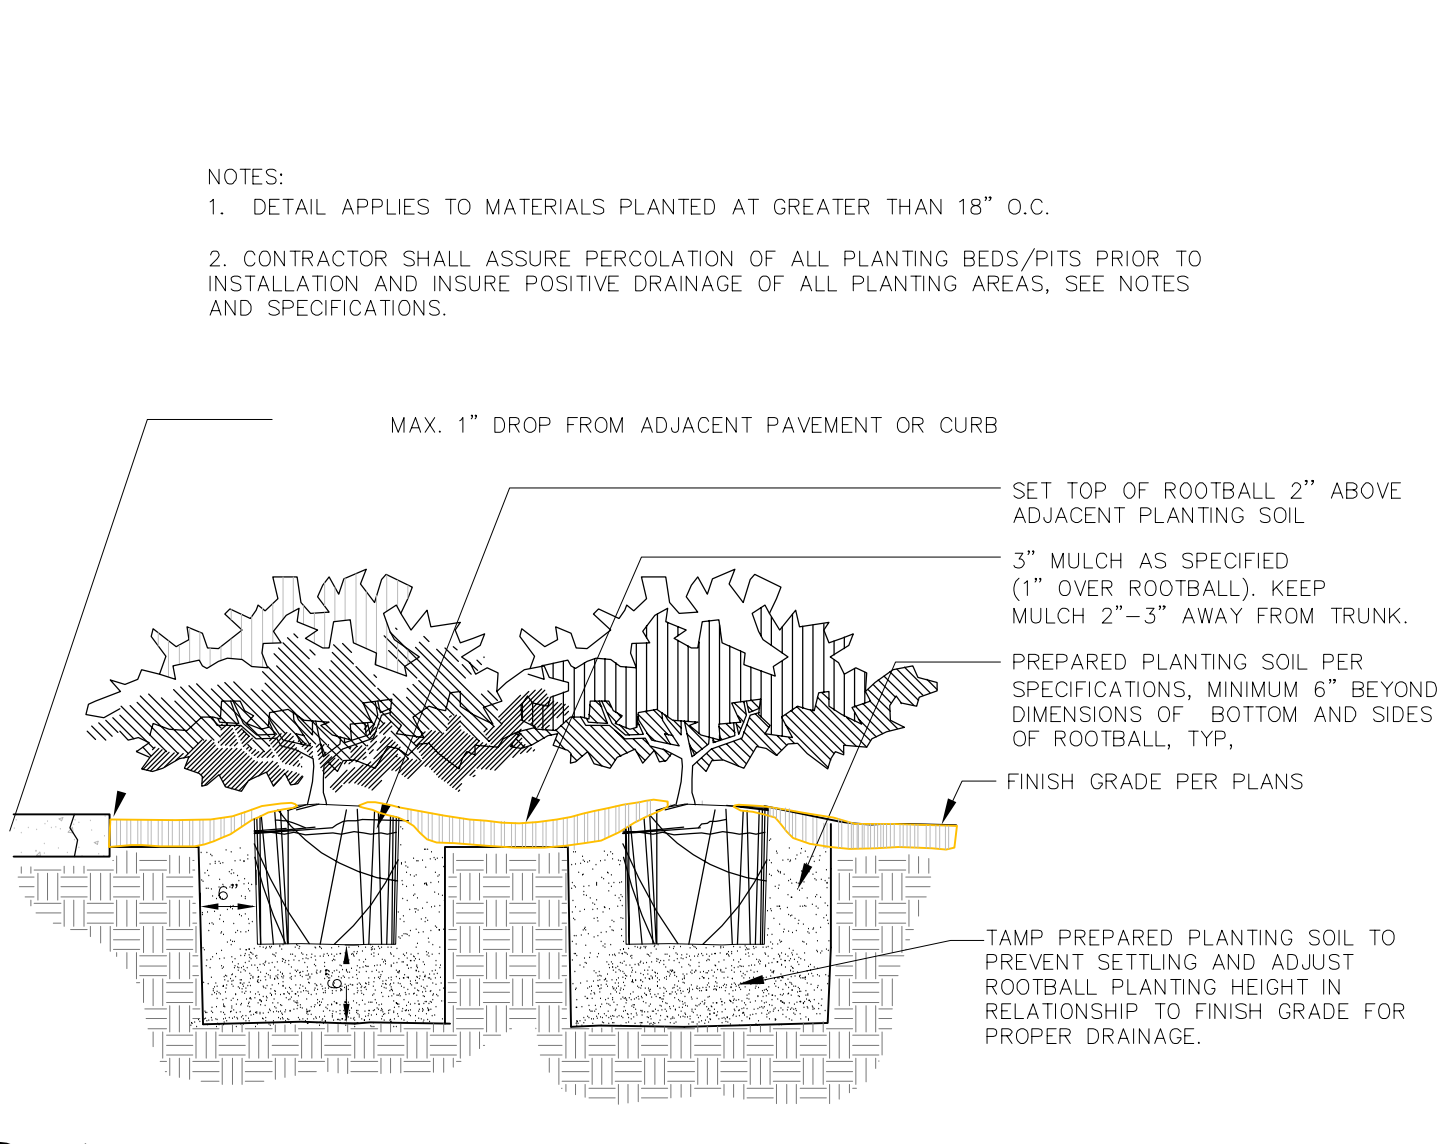 NOTES:
1. DETAIL APPLIES TO MATERIALS PLANTED AT GREATER THAN 18" O.C.
2. CONTRACTOR SHALL ASSURE PERCOLATION OF ALL PLANTING BEDS/PITS PRIOR TO
INSTALLATION AND INSURE POSITIVE DRAINAGE OF ALL PLANTING AREAS, SEE NOTES
AND SPECIFICATIONS.
MAX. 1" DROP FROM ADJACENT PAVEMENT OR CURB
SET TOP OF ROOTBALL 2'' ABOVE
ADJACENT PLANTING SOIL
3" MULCH AS SPECIFIED
(1" OVER ROOTBALL). KEEP
MULCH 2"-3" AWAY FROM TRUNK.
PREPARED PLANTING SOIL PER
SPECIFICATIONS, MINIMUM 6" BEYOND
DIMENSIONS OF BOTTOM AND SIDES
OF ROOTBALL, TYP,
FINISH GRADE PER PLANS
6"
6"
TAMP PREPARED PLANTING SOIL TO
PREVENT SETTLING AND ADJUST
ROOTBALL PLANTING HEIGHT IN
RELATIONSHIP TO FINISH GRADE FOR
PROPER DRAINAGE.